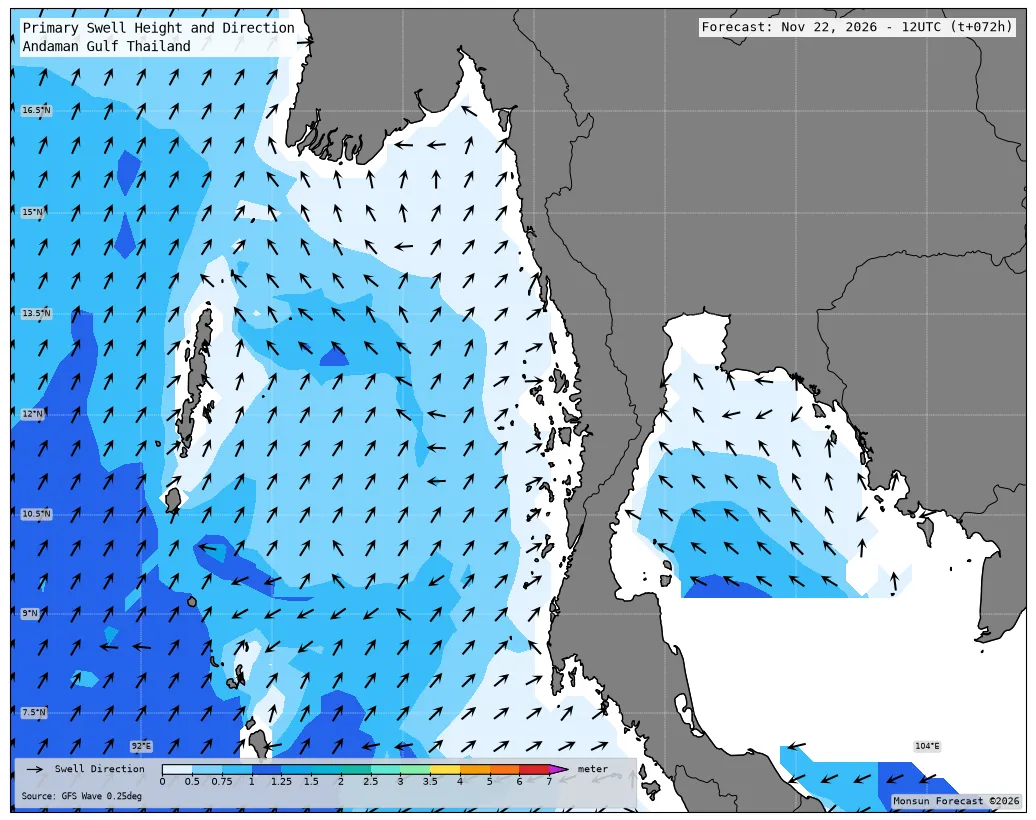 Primary Swell Height and Direction
Andaman Gulf Thailand
Forecast: Nov 22, 2026 - 12UTC (t+072h)
16.5°N
15°N
13.5°N
12°N
10.5°N
9°N
7.5°N
92°E
104°E
Swell Direction
meter
0 0.5 0.75 1 1.25 1.5 2 2.5 3 3.5 4 5 6 7
Source: GFS Wave 0.25deg
Monsun Forecast ©2026